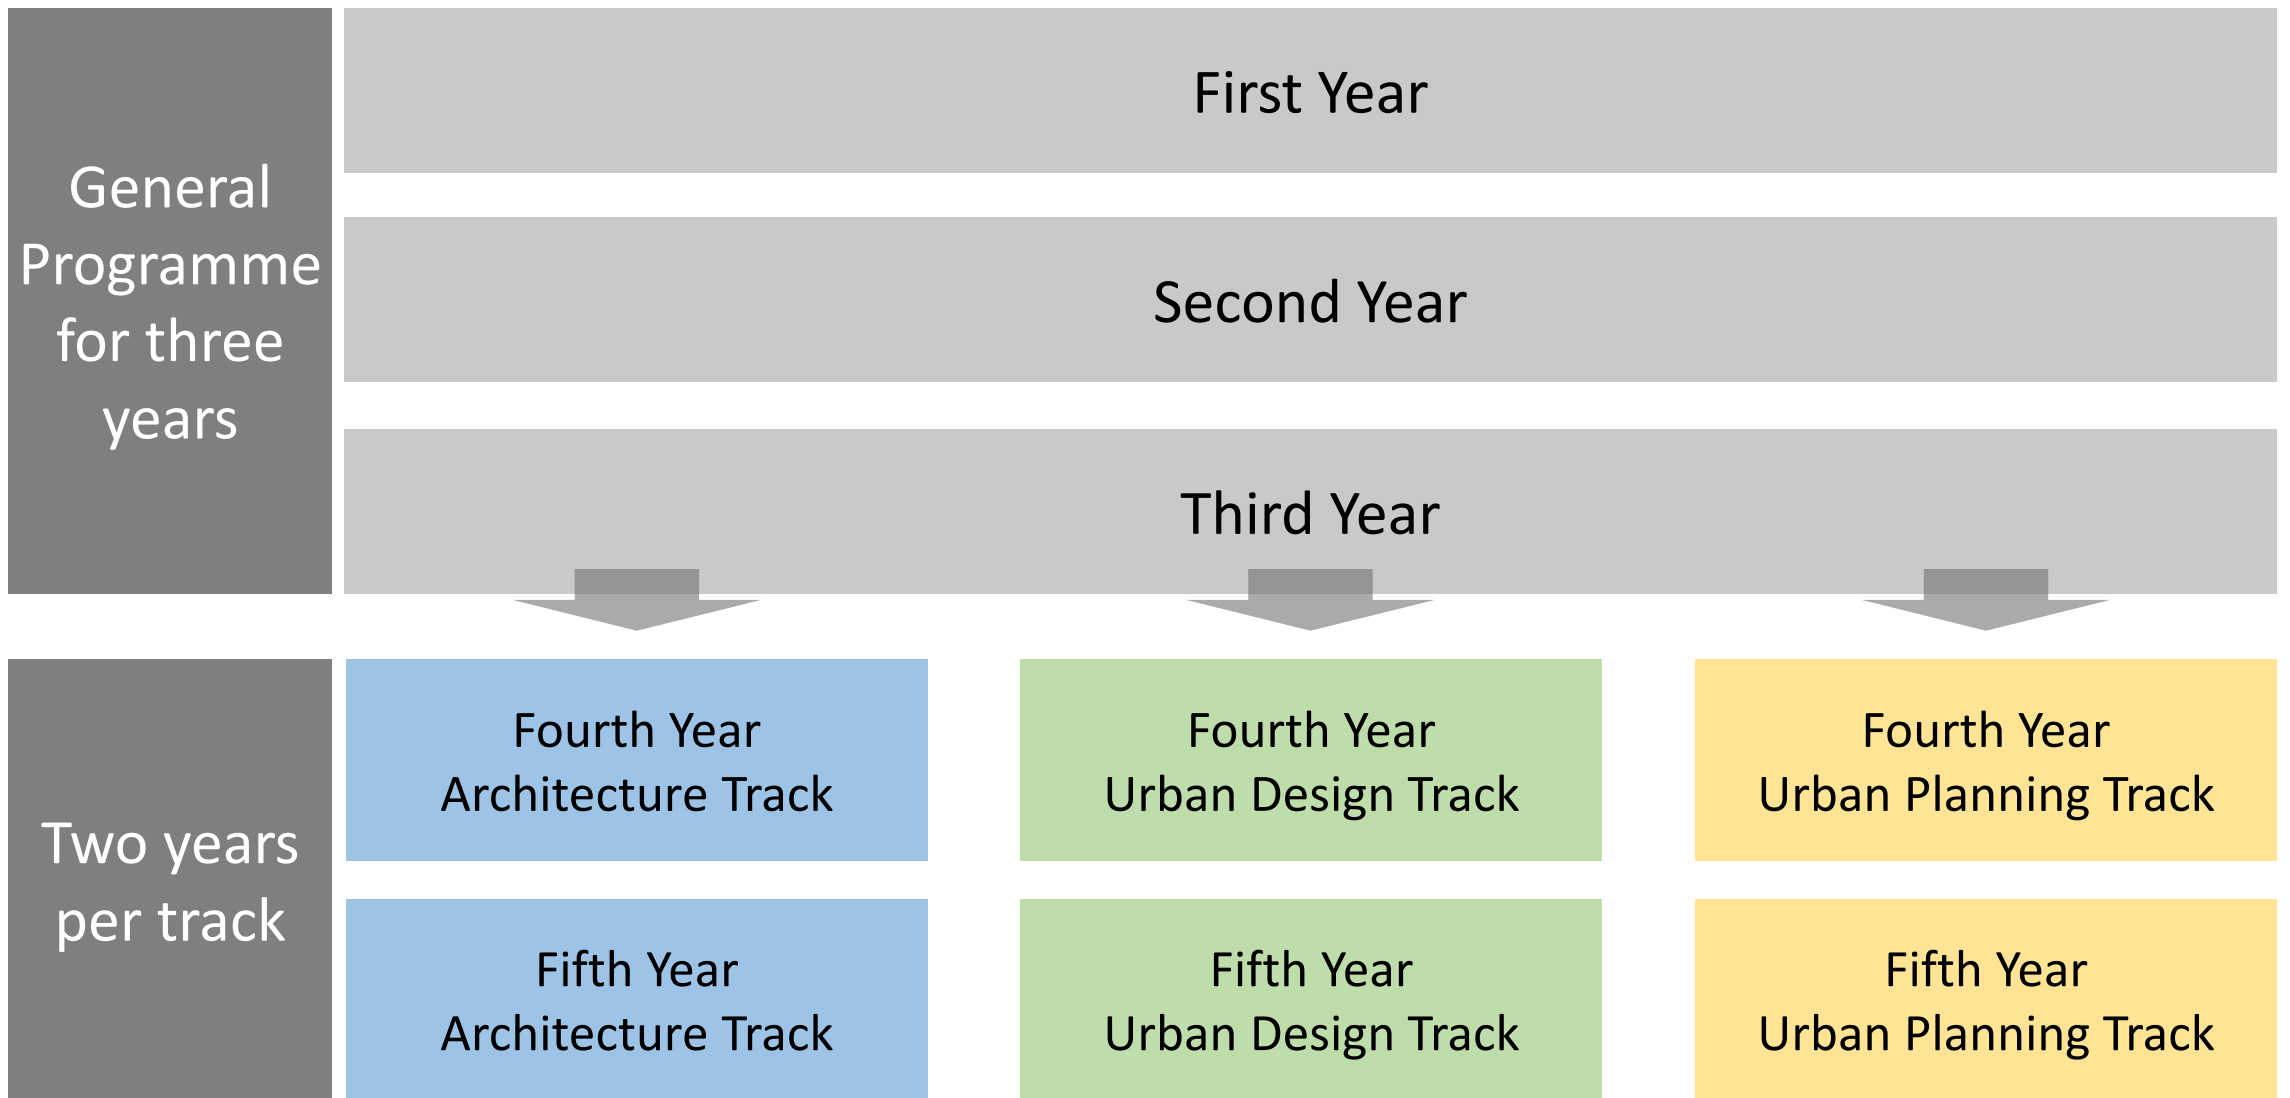 General
Programme
for three
years
First Year
Second Year
Third Year
Two years
per track
Fourth Year
Architecture Track
Fourth Year
Urban Design Track
Fourth Year
Urban Planning Track
Fifth Year
Architecture Track
Fifth Year
Urban Design Track
Fifth Year
Urban Planning Track